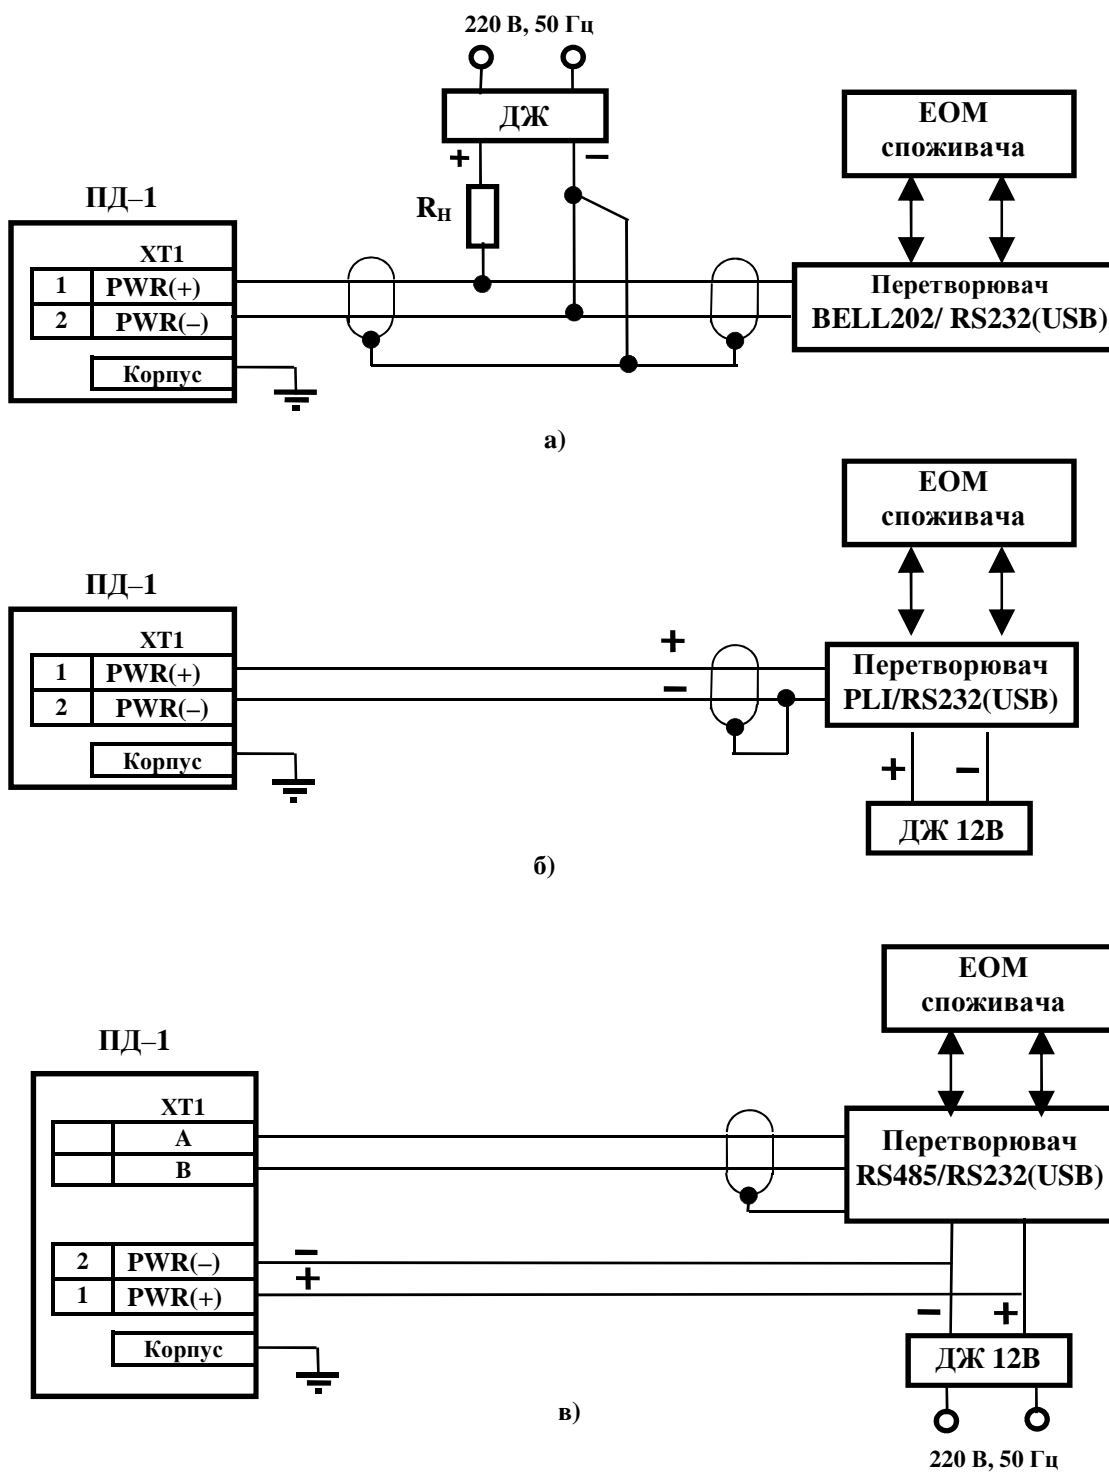 220 В, 50 Гц
ДЖ
+ –
R_H
ЕОМ
споживача
ПД–1
XT1
1 PWR(+)
2 PWR(–)
Корпус
Перетворювач
BELL202/ RS232(USB)
а)
ЕОМ
споживача
ПД–1
XT1
1 PWR(+)
2 PWR(–)
Корпус
+
–
Перетворювач
PLI/RS232(USB)
+ –
ДЖ 12В
б)
ЕОМ
споживача
ПД–1
XT1
A
B
2 PWR(–)
1 PWR(+)
Корпус
–
+
Перетворювач
RS485/RS232(USB)
– +
ДЖ 12В
220 В, 50 Гц
в)